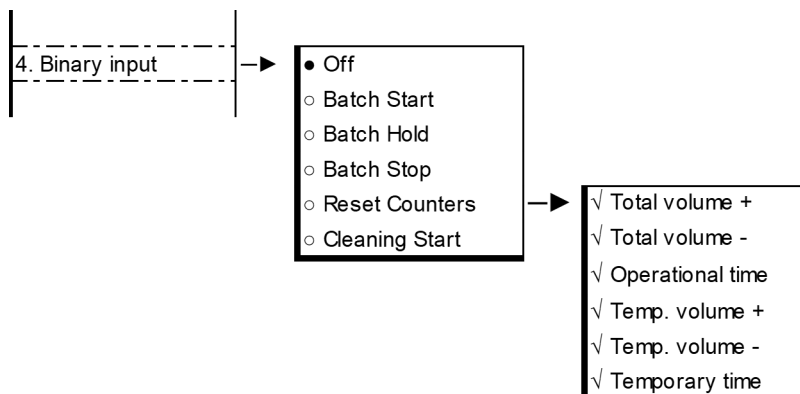 4. Binary input
● Off
○ Batch Start
○ Batch Hold
○ Batch Stop
○ Reset Counters
○ Cleaning Start
√ Total volume +
√ Total volume -
√ Operational time
√ Temp. volume +
√ Temp. volume -
√ Temporary time